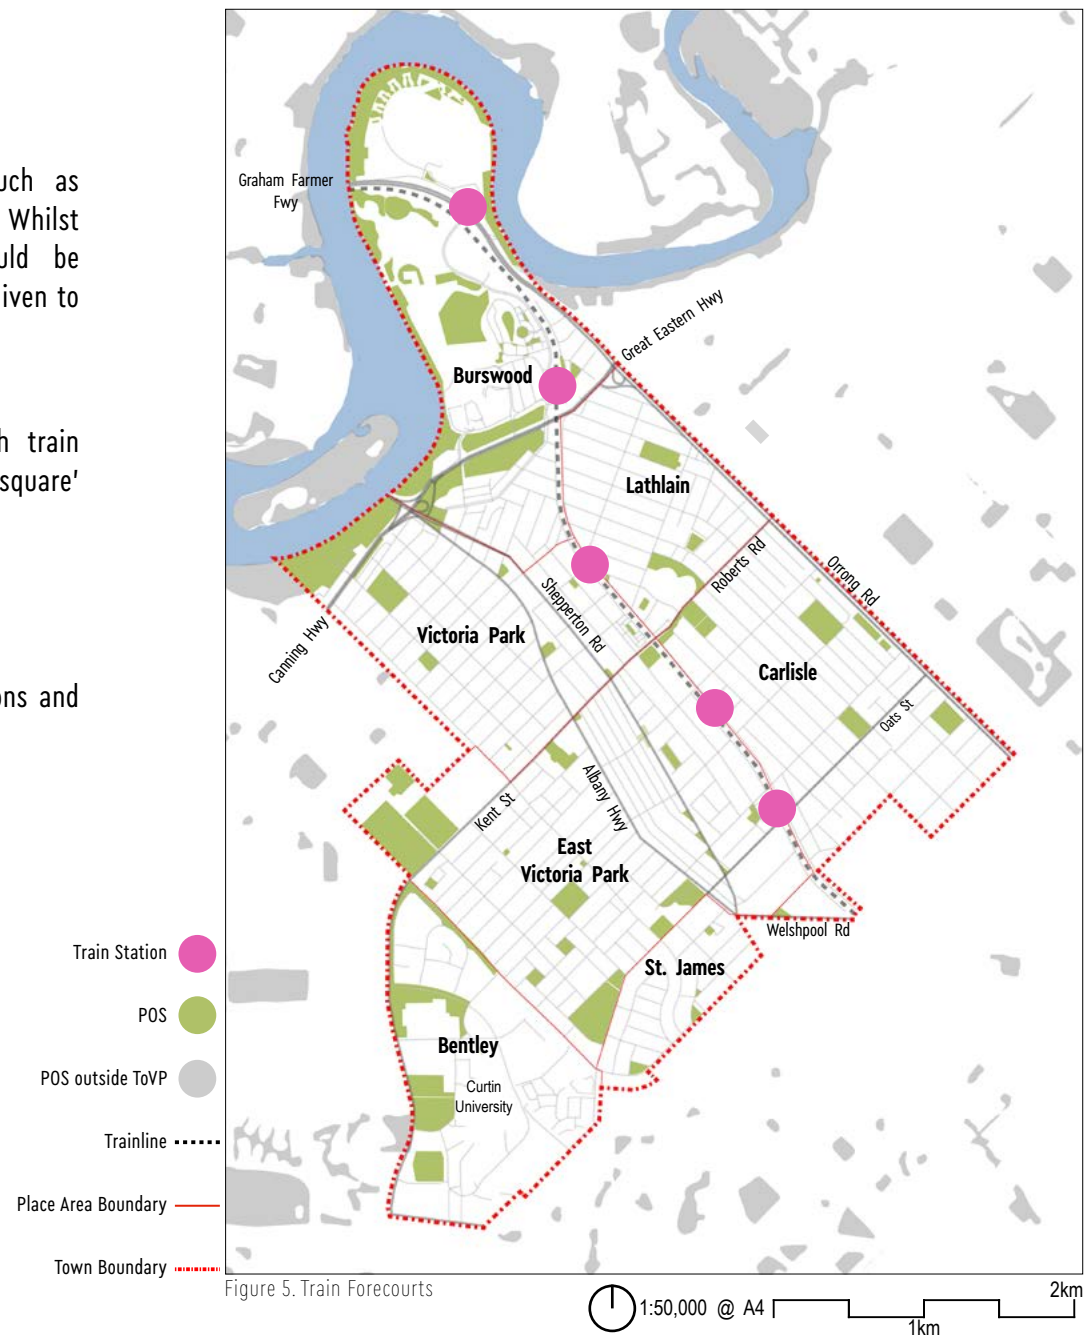 uch as
Whilst
uld be
iven to
h train
square'
ons and
Graham Farmer
Fwy
Great Eastern Hwy
Burswood
Lathlain
Roberts Rd
Orrong Rd
Shepperton Rd
Canning Hwy
Victoria Park
Carlisle
Oats St
Kent St
Albany Hwy
East
Victoria Park
Welshpool Rd
St. James
Bentley
Curtin
University
Train Station
POS
POS outside ToVP
Trainline
Place Area Boundary
Town Boundary
Figure 5. Train Forecourts
1:50,000 @ A4
1km
2km